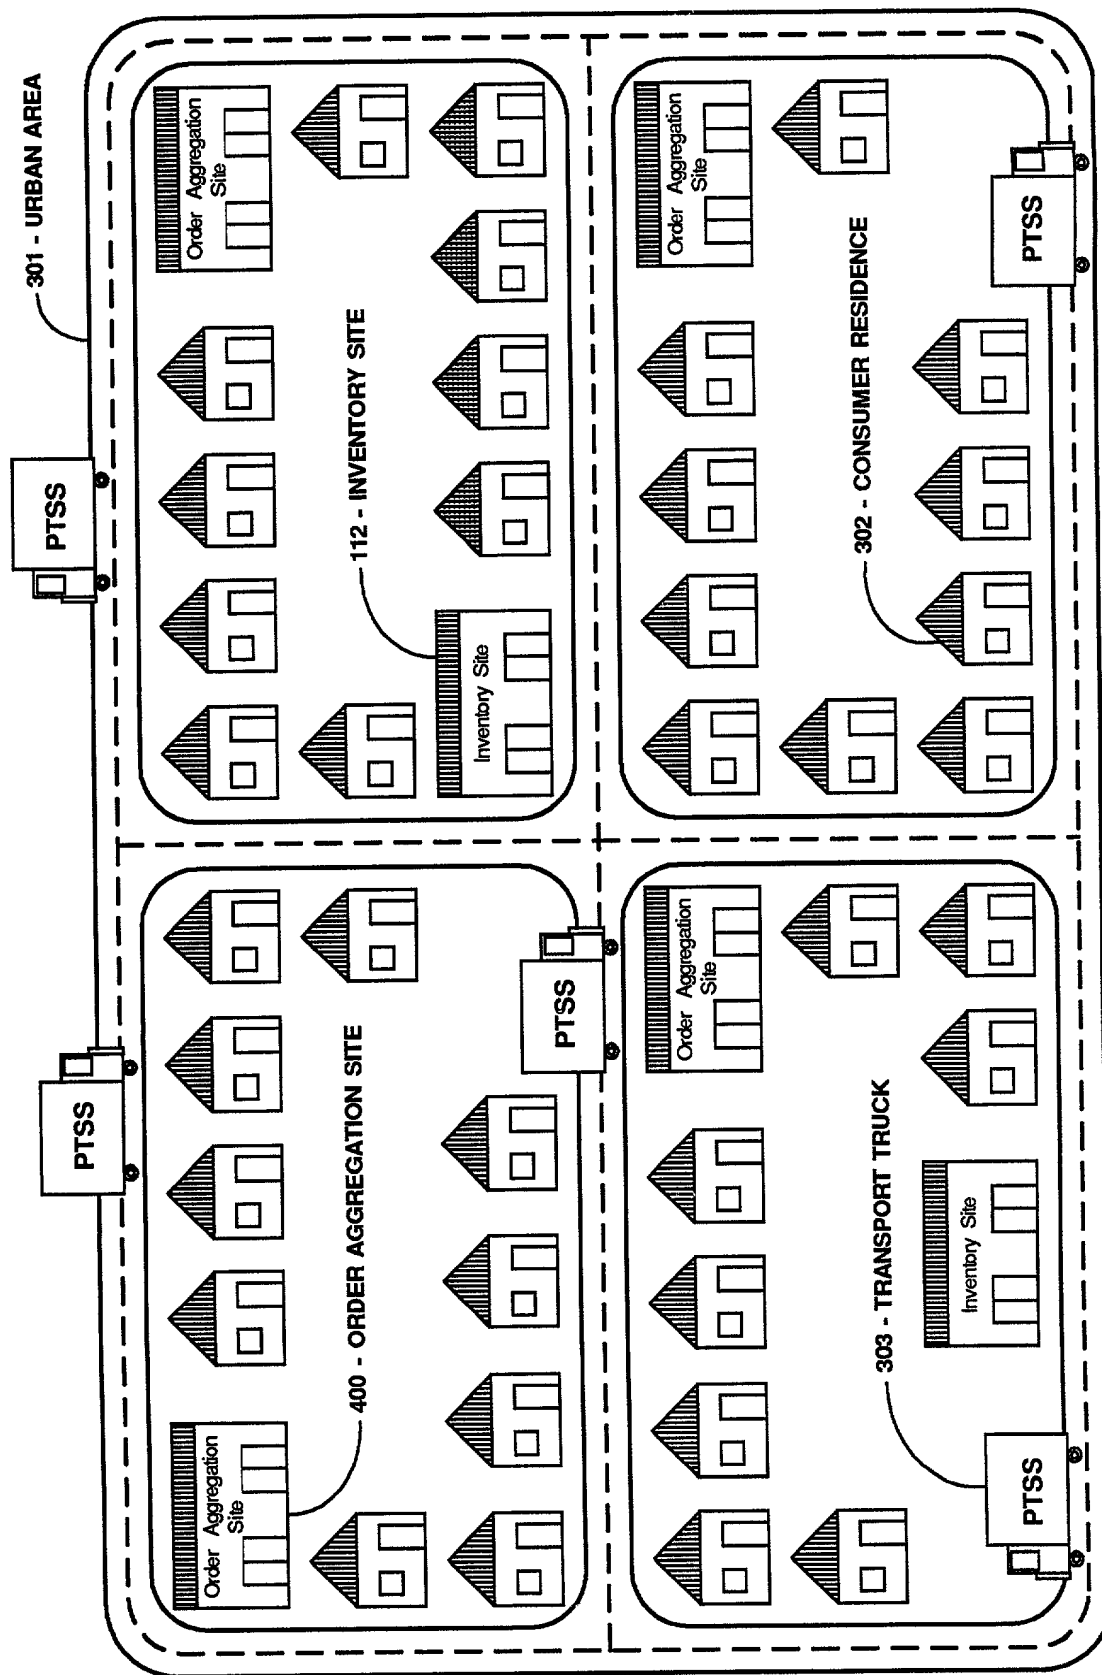 301 - URBAN AREA
PTSS
PTSS
Order Aggregation
Site
Order Aggregation
Site
400 - ORDER AGGREGATION SITE
112 - INVENTORY SITE
Inventory Site
PTSS
Order Aggregation
Site
Order Aggregation
Site
303 - TRANSPORT TRUCK
302 - CONSUMER RESIDENCE
Inventory Site
PTSS
PTSS